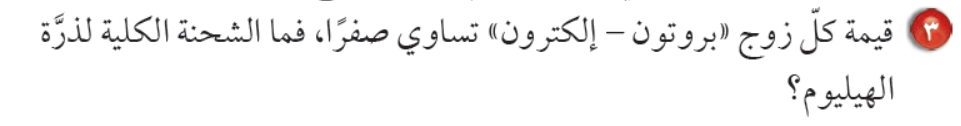 ٣ قيمة كلّ زوج «بروتون – إلكترون» تساوي صفرًا، فما الشحنة الكلية لذرَّة
الهيليوم؟